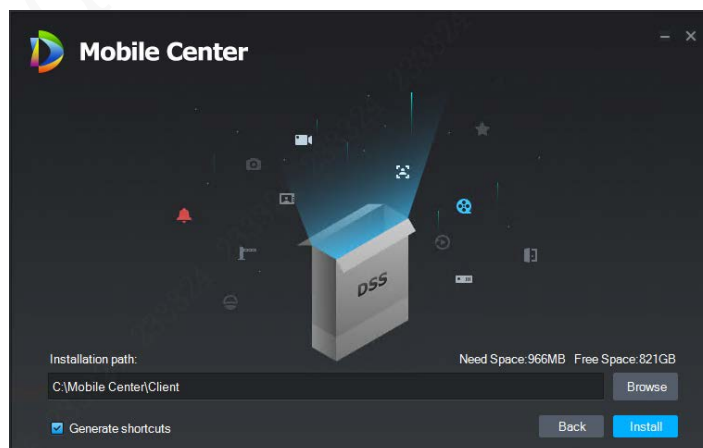 Mobile Center
DSS
Installation path:
Need Space:966MB Free Space:821GB
C:\Mobile Center\Client
Browse
Generate shortcuts
Back
Install